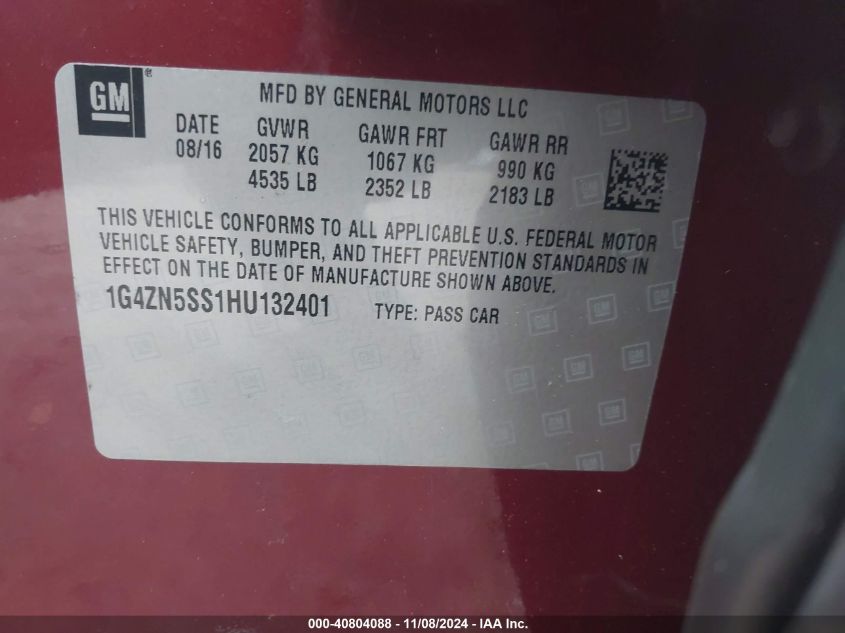 GM®
MFD BY GENERAL MOTORS LLC
DATE GVWR GAWR FRT GAWR RR
08/16 2057 KG 1067 KG 990 KG
4535 LB 2352 LB 2183 LB
THIS VEHICLE CONFORMS TO ALL APPLICABLE U.S. FEDERAL MOTOR
VEHICLE SAFETY, BUMPER, AND THEFT PREVENTION STANDARDS IN
EFFECT ON THE DATE OF MANUFACTURE SHOWN ABOVE.
1G4ZN5SS1HU132401 TYPE: PASS CAR
000-40804088 - 11/08/2024 - IAA Inc.